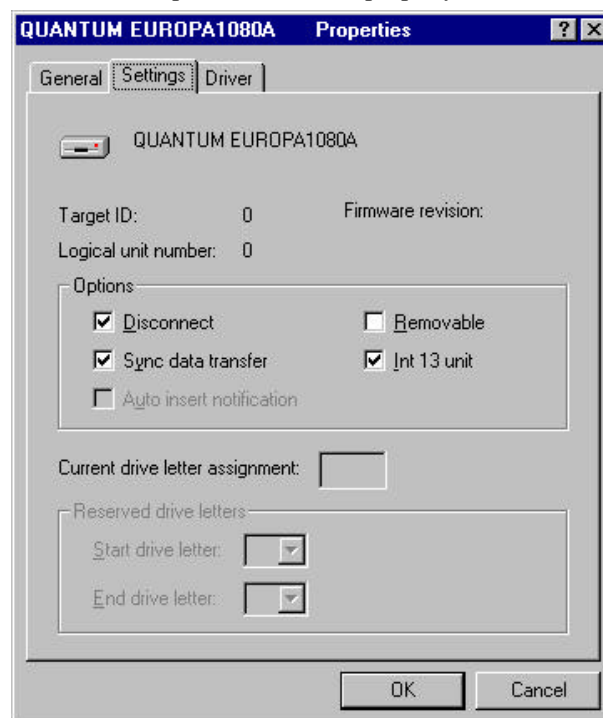 QUANTUM EUROPA1080A Properties ? ×
General Settings Driver
QUANTUM EUROPA1080A
Target ID: 0 Firmware revision:
Logical unit number: 0
Options
Disconnect Removable
Sync data transfer Int 13 unit
Auto insert notification
Current drive letter assignment:
Reserved drive letters
Start drive letter:
End drive letter:
OK Cancel